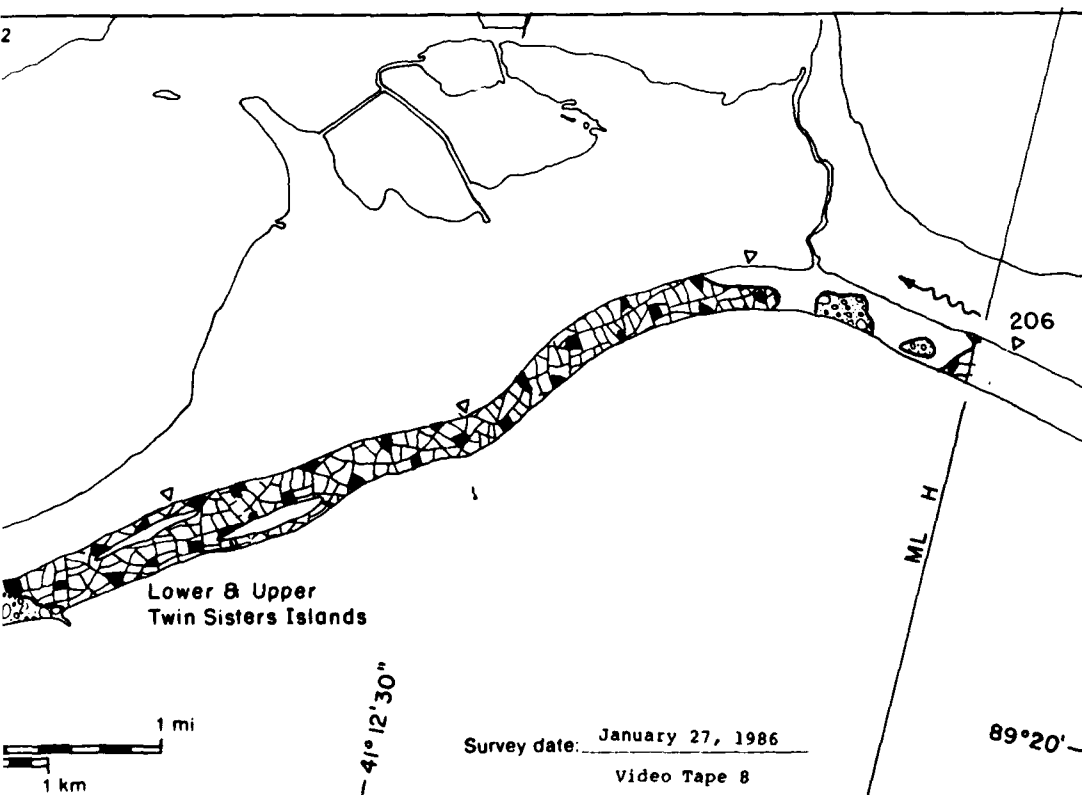 2
206
ML H
Lower & Upper
Twin Sisters Islands
1 mi
1 km
41° 12'30"
Survey date: January 27, 1986
Video Tape 8
89°20'